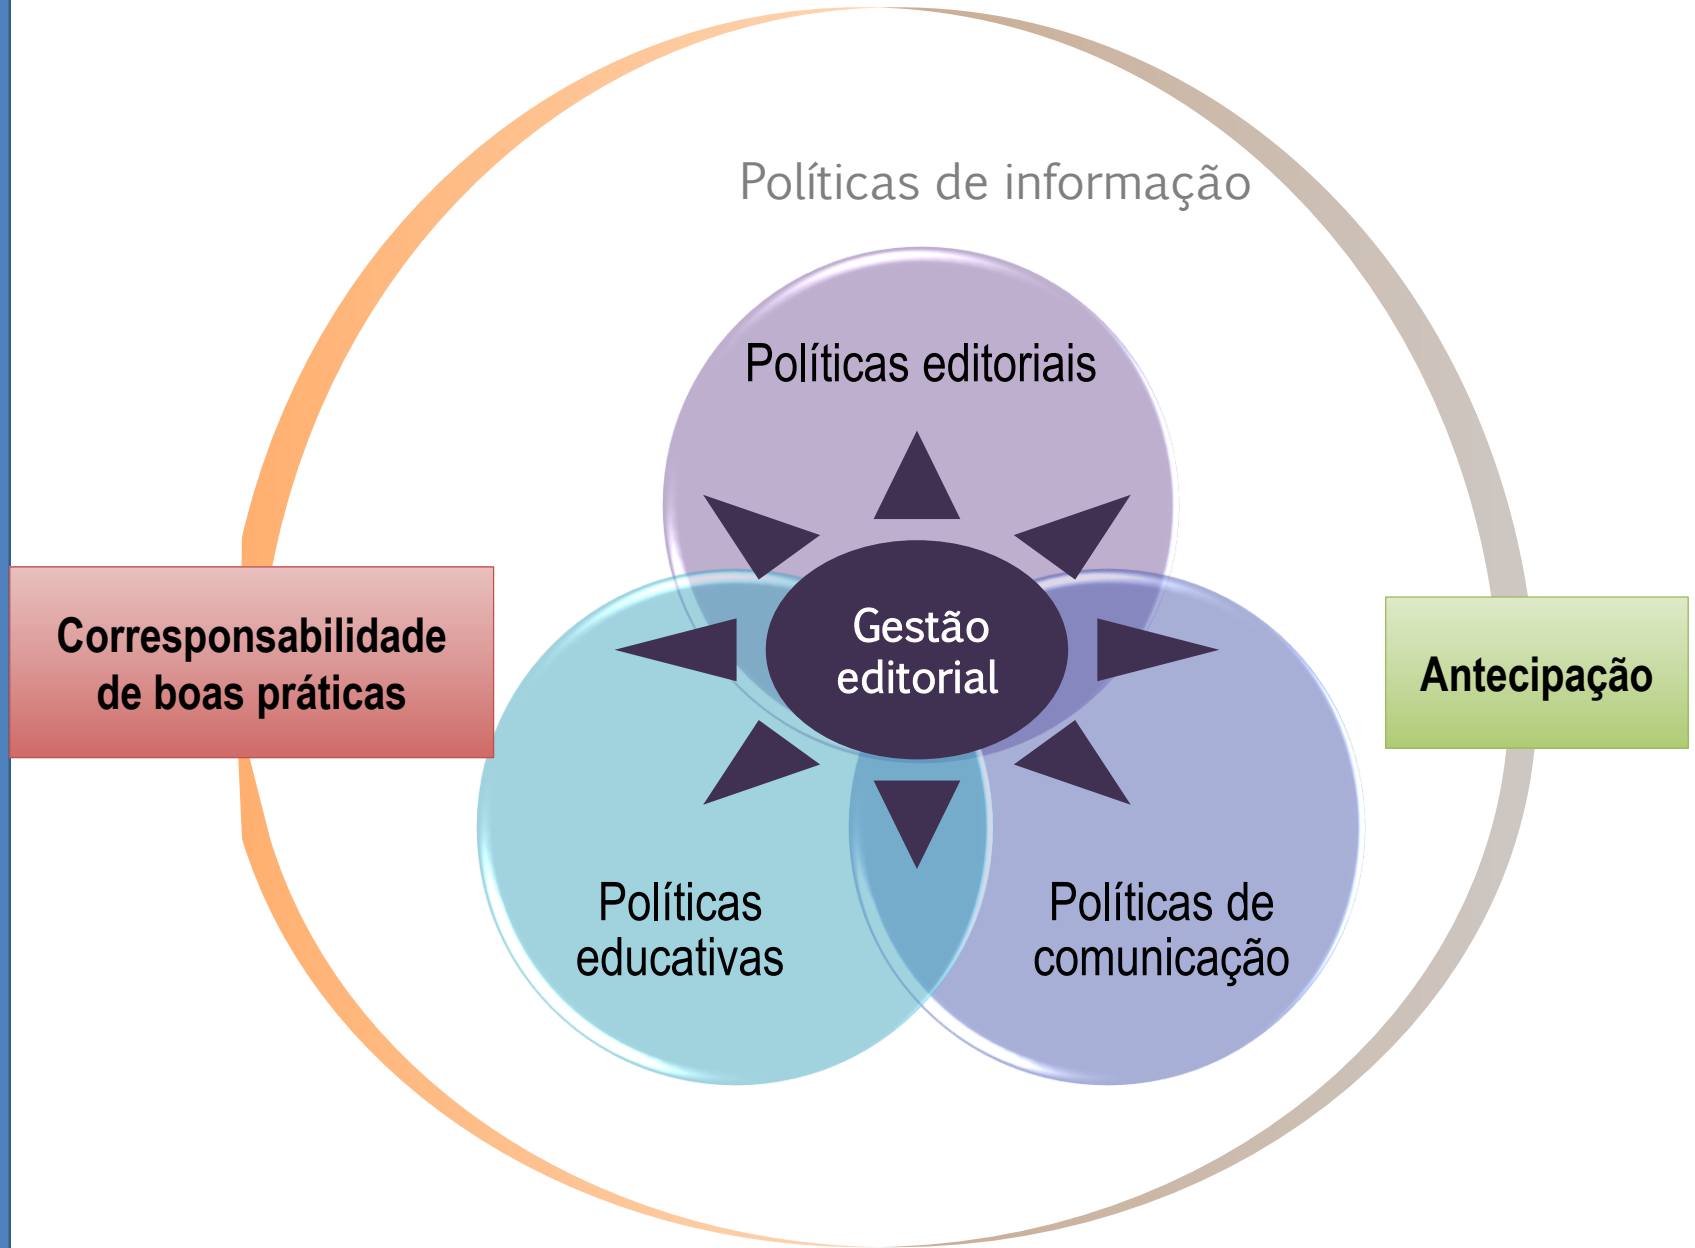 Políticas de informação
Políticas editoriais
Gestão
editorial
Corresponsabilidade
de boas práticas
Antecipação
Políticas
educativas
Políticas de
comunicação